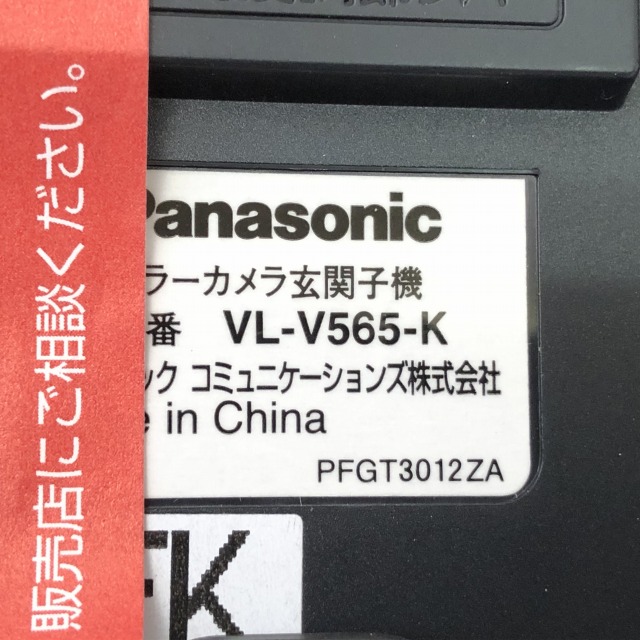 販売店にご相談ください。
Panasonic
ラーカメラ玄関子機
番 VL-V565-K
ック コミュニケーションズ株式会社
in China
PFGT3012ZA
FK